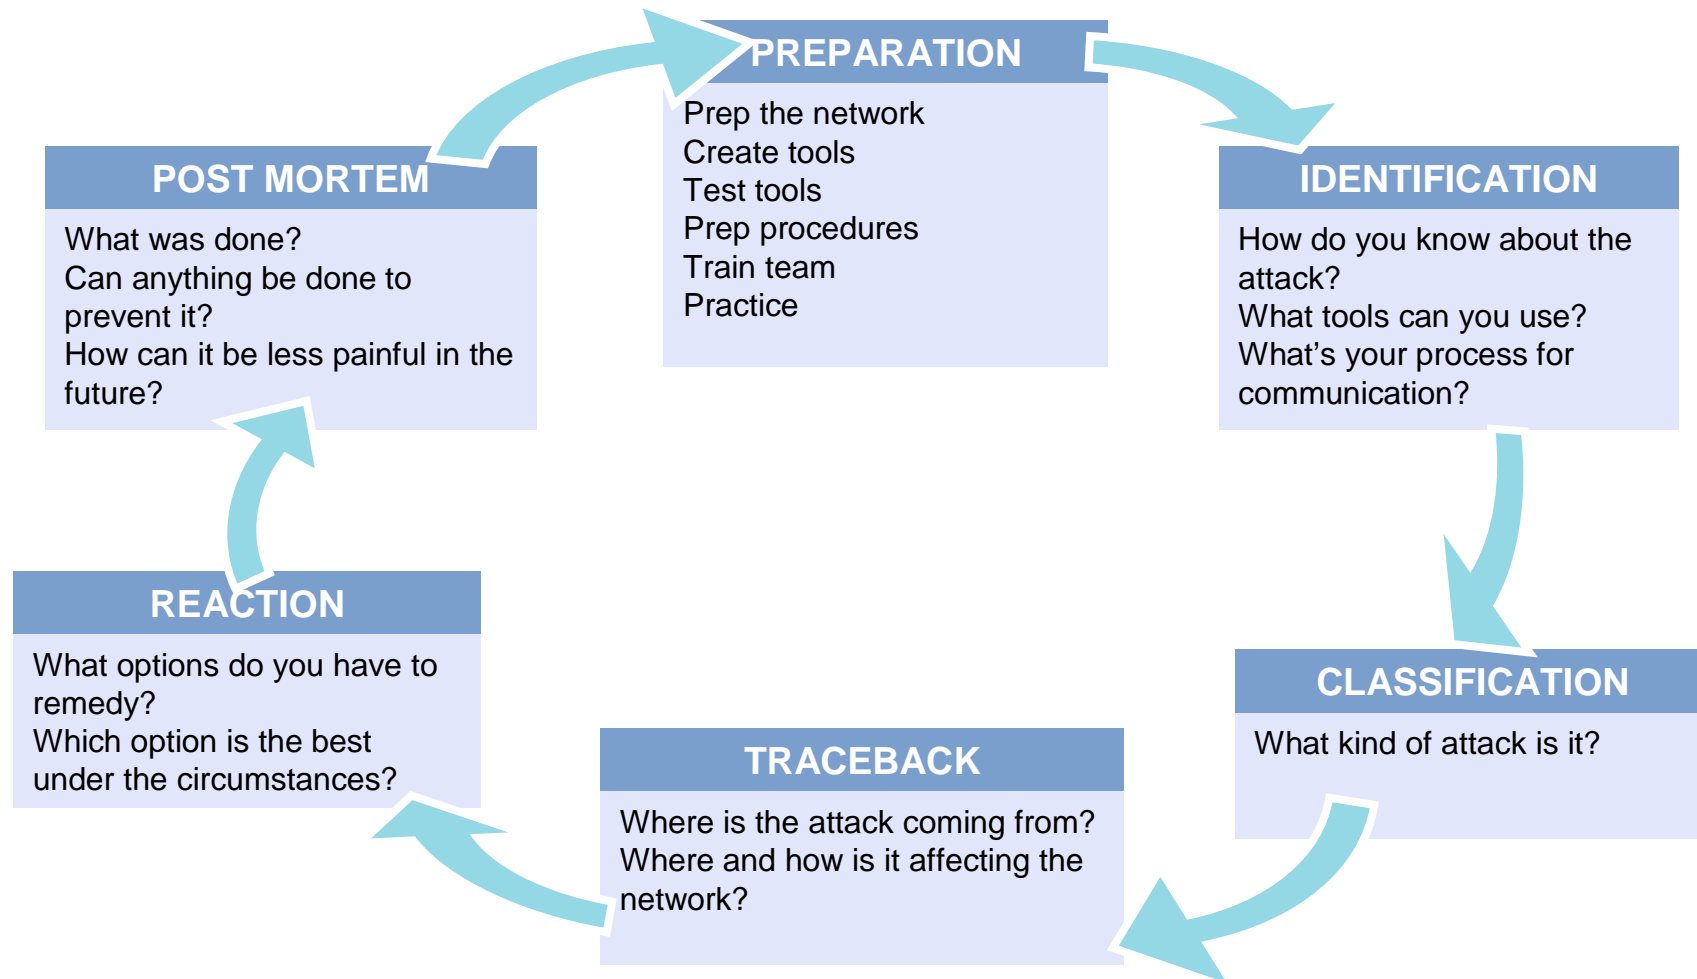 PREPARATION
Prep the network
Create tools
Test tools
Prep procedures
Train team
Practice
IDENTIFICATION
How do you know about the
attack?
What tools can you use?
What’s your process for
communication?
CLASSIFICATION
What kind of attack is it?
TRACEBACK
Where is the attack coming from?
Where and how is it affecting the
network?
REACTION
What options do you have to
remedy?
Which option is the best
under the circumstances?
POST MORTEM
What was done?
Can anything be done to
prevent it?
How can it be less painful in the
future?